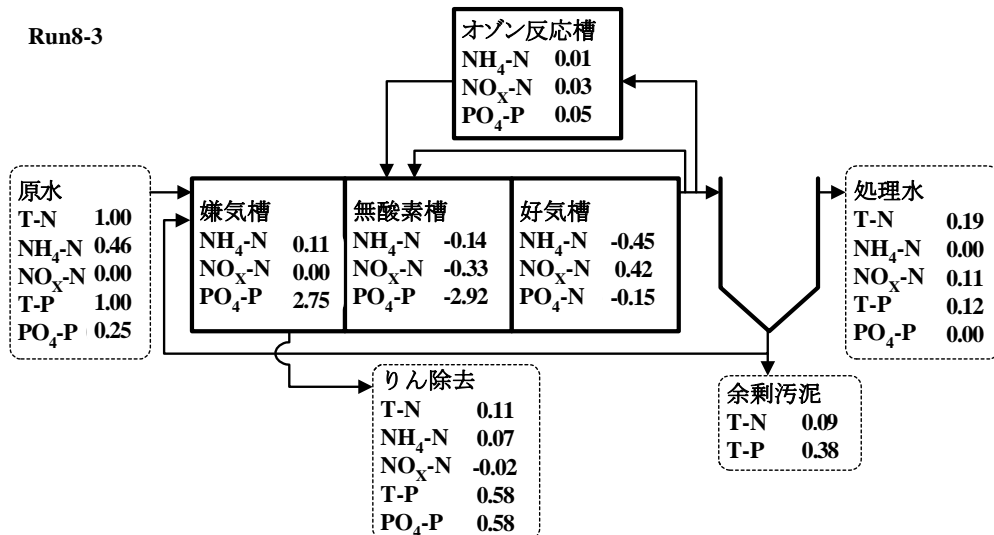 Run8-3
オゾン反応槽
NH4-N 0.01
NOX-N 0.03
PO4-P 0.05
原水
T-N 1.00
NH4-N 0.46
NOX-N 0.00
T-P 1.00
PO4-P 0.25
嫌気槽
NH4-N 0.11
NOX-N 0.00
PO4-P 2.75
無酸素槽
NH4-N -0.14
NOX-N -0.33
PO4-P -2.92
好気槽
NH4-N -0.45
NOX-N 0.42
PO4-N -0.15
処理水
T-N 0.19
NH4-N 0.00
NOX-N 0.11
T-P 0.12
PO4-P 0.00
りん除去
T-N 0.11
NH4-N 0.07
NOX-N -0.02
T-P 0.58
PO4-P 0.58
余剰汚泥
T-N 0.09
T-P 0.38